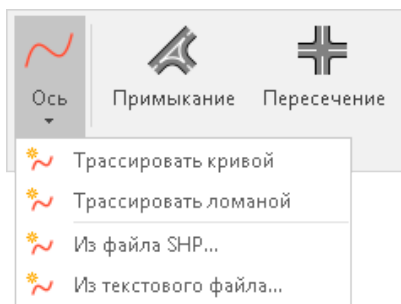 Ось Примыкание Пересечение
Трассировать кривой
Трассировать ломаной
Из файла SHP...
Из текстового файла...